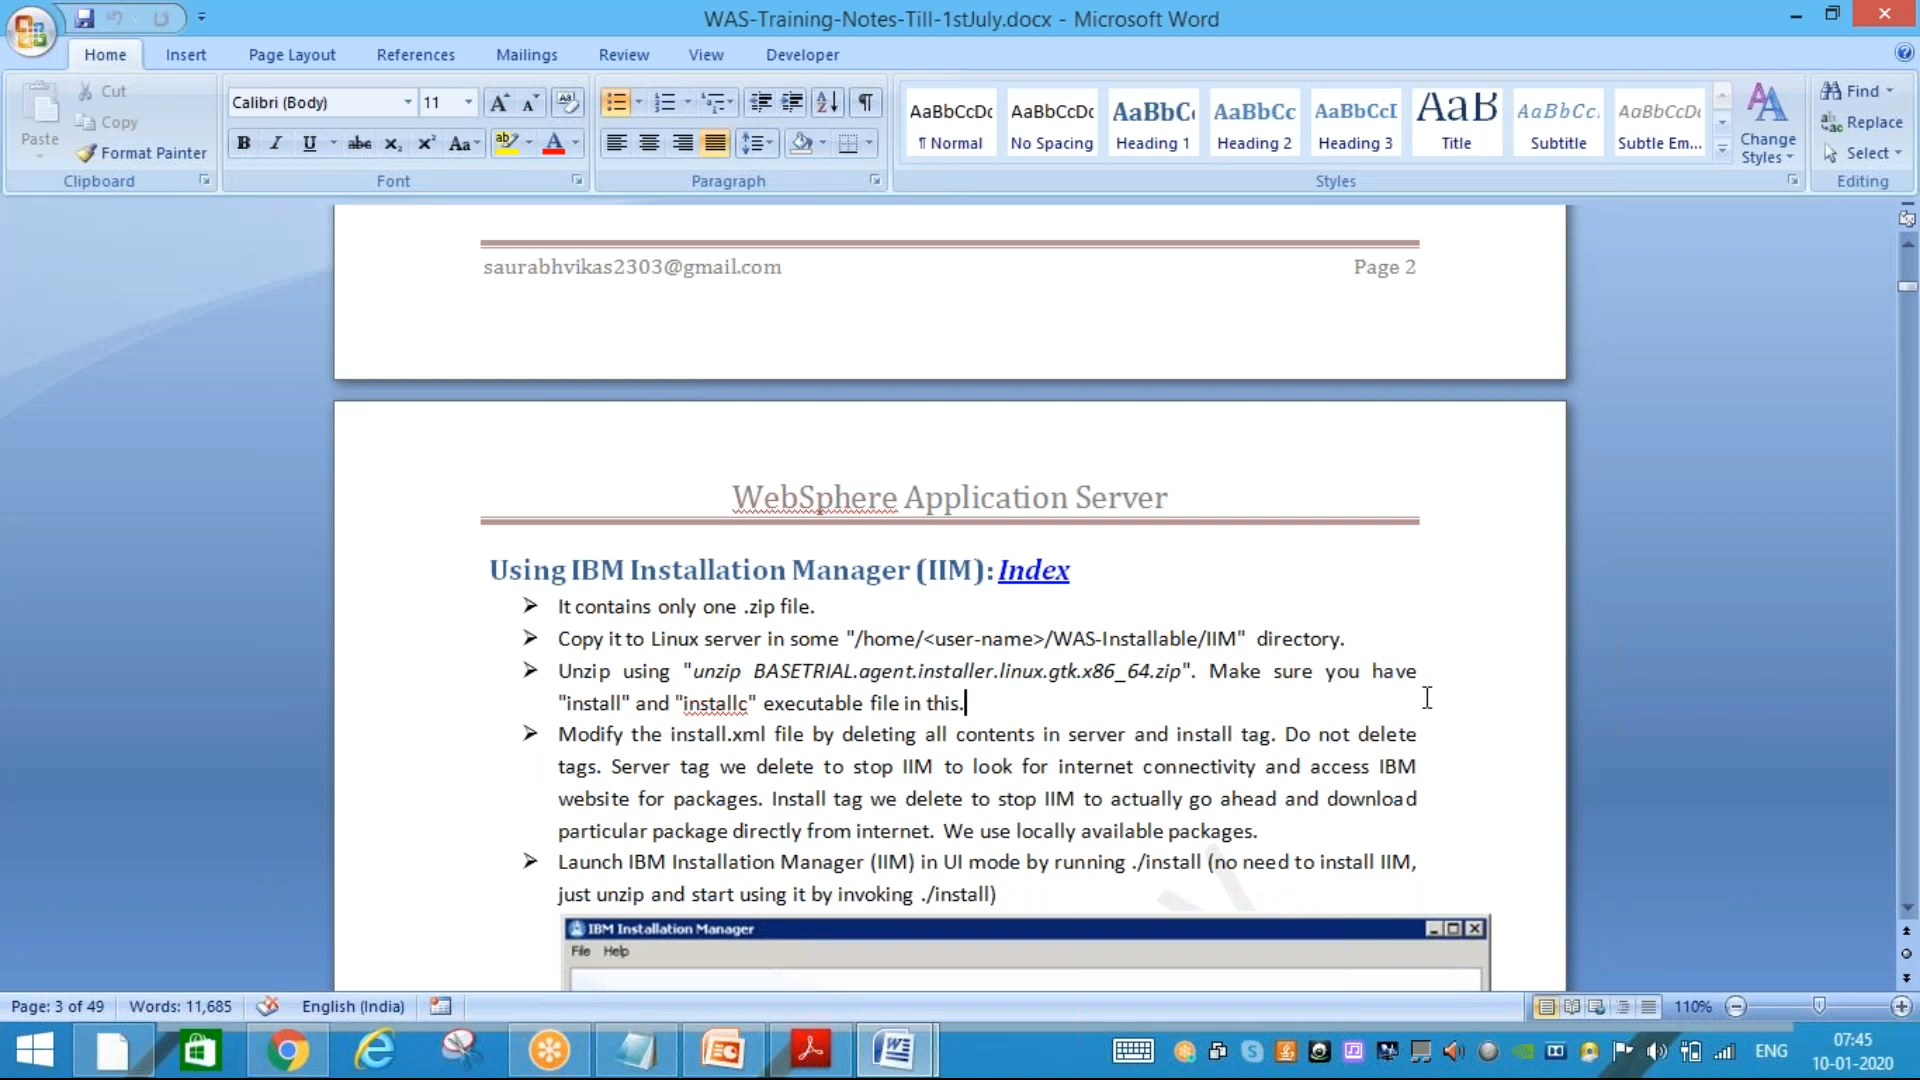 WAS-Training-Notes-Till-1stJuly.docx - Microsoft Word
Home Insert Page Layout References Mailings Review View Developer
Paste
Cut
Copy
Format Painter
Clipboard
Calibri (Body) 11
Font
Paragraph
AaBbCcDc AaBbCcDc AaBbC AaBbCc AaBbCcI AaB AaBbCc. AaBbCcDc
¶ Normal No Spacing Heading 1 Heading 2 Heading 3 Title Subtitle Subtle Em...
Change
Styles
Styles
Find
Replace
Select
Editing
saurabhvikas2303@gmail.com Page 2
WebSphere Application Server
Using IBM Installation Manager (IIM): Index
It contains only one .zip file.
Copy it to Linux server in some "/home/<user-name>/WAS-Installable/IIM" directory.
Unzip using "unzip BASETRIAL.agent.installer.linux.gtk.x86_64.zip". Make sure you have
"install" and "installc" executable file in this.
Modify the install.xml file by deleting all contents in server and install tag. Do not delete
tags. Server tag we delete to stop IIM to look for internet connectivity and access IBM
website for packages. Install tag we delete to stop IIM to actually go ahead and download
particular package directly from internet. We use locally available packages.
Launch IBM Installation Manager (IIM) in UI mode by running ./install (no need to install IIM,
just unzip and start using it by invoking ./install)
IBM Installation Manager
File Help
Page: 3 of 49 Words: 11,685 English (India) 110%
ENG 07:45
10-01-2020